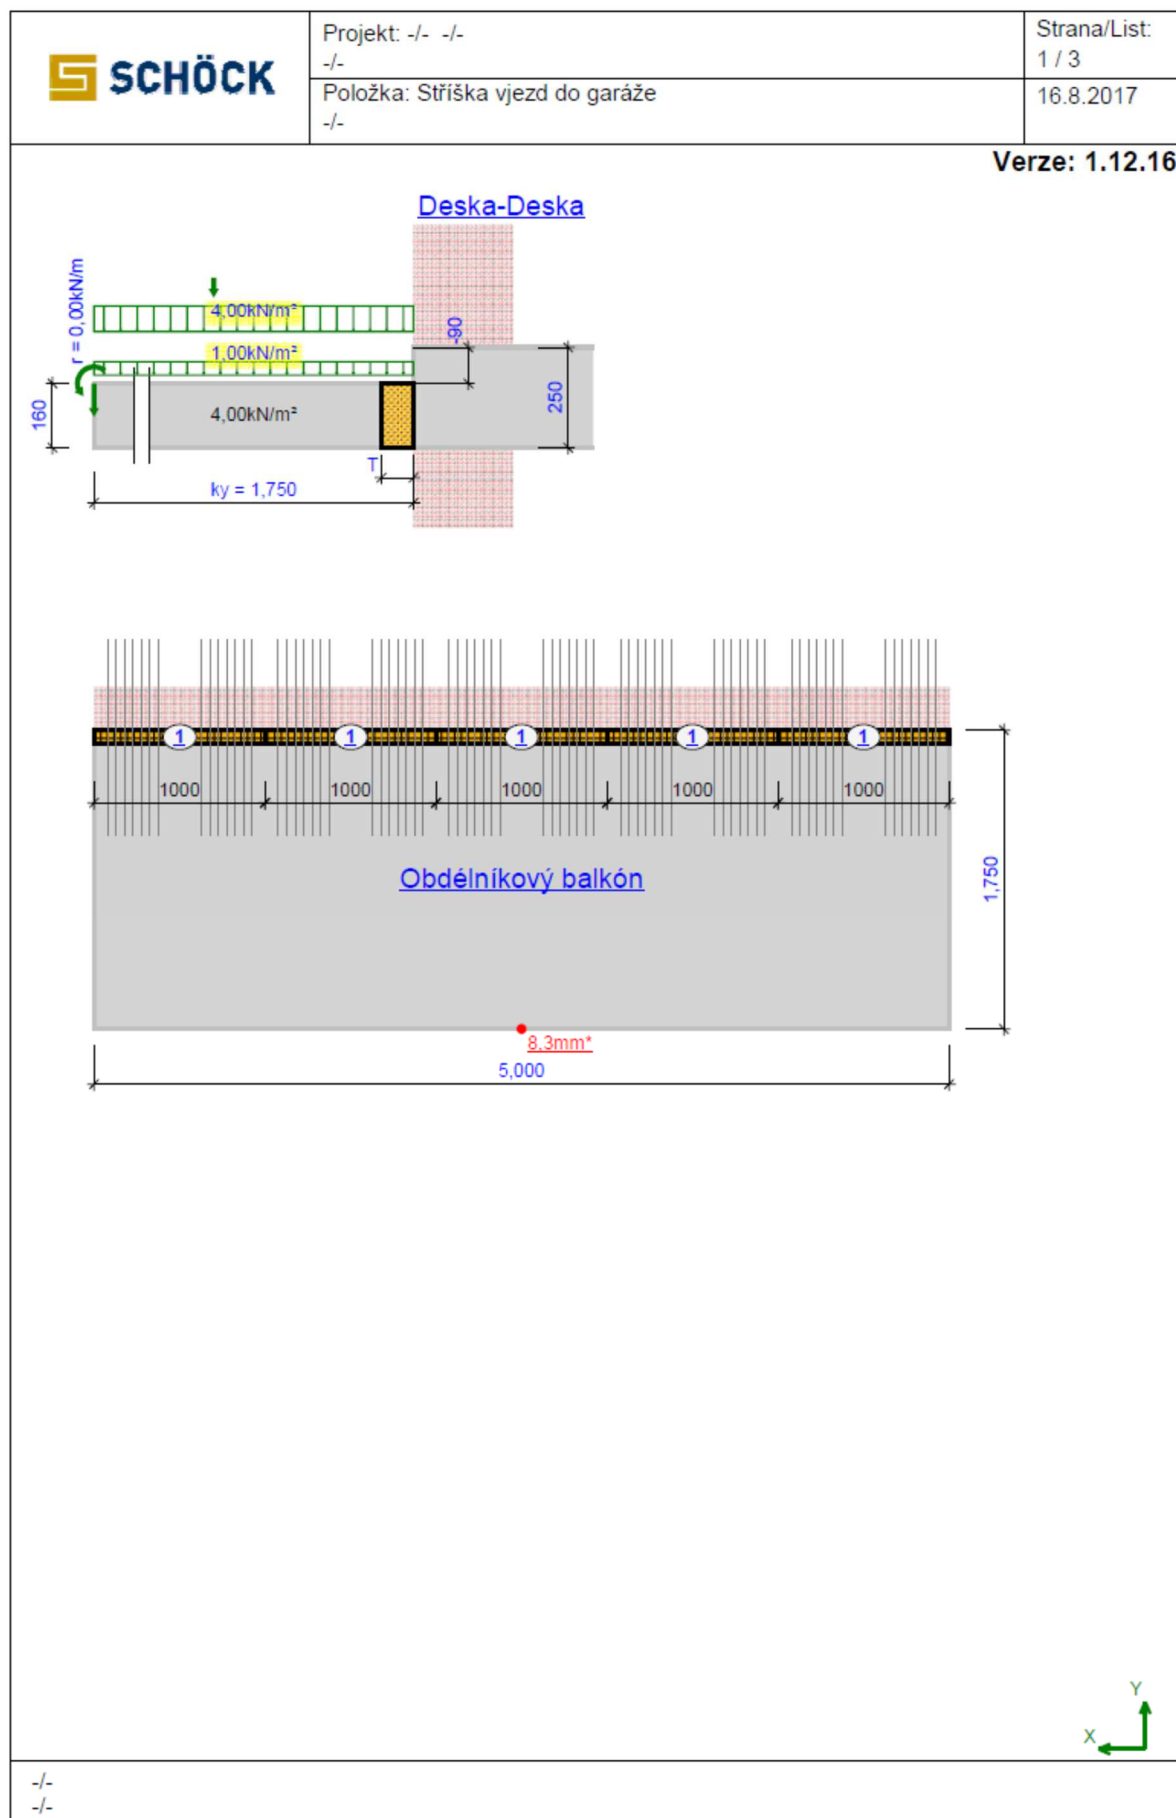 SCHÖCK
Projekt: -/- -/-
-/-
Strana/List:
1 / 3
Položka: Stříška vjezd do garáže
-/-
16.8.2017
Verze: 1.12.16
Deska-Deska
r = 0,00kN/m
4,00kN/m²
1,00kN/m²
-90
160
4,00kN/m²
250
T
ky = 1,750
1 1 1 1 1
1000 1000 1000 1000 1000
Obdélníkový balkón
1,750
8,3mm*
5,000
Y
X
-/-
-/-